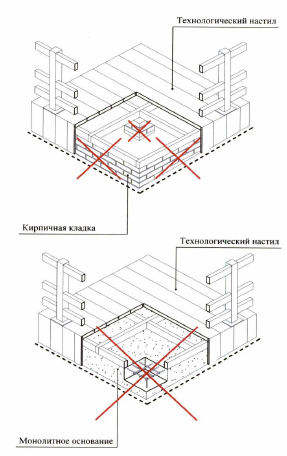 Технологический настил
Кирпичная кладка
Технологический настил
Монолитное основание